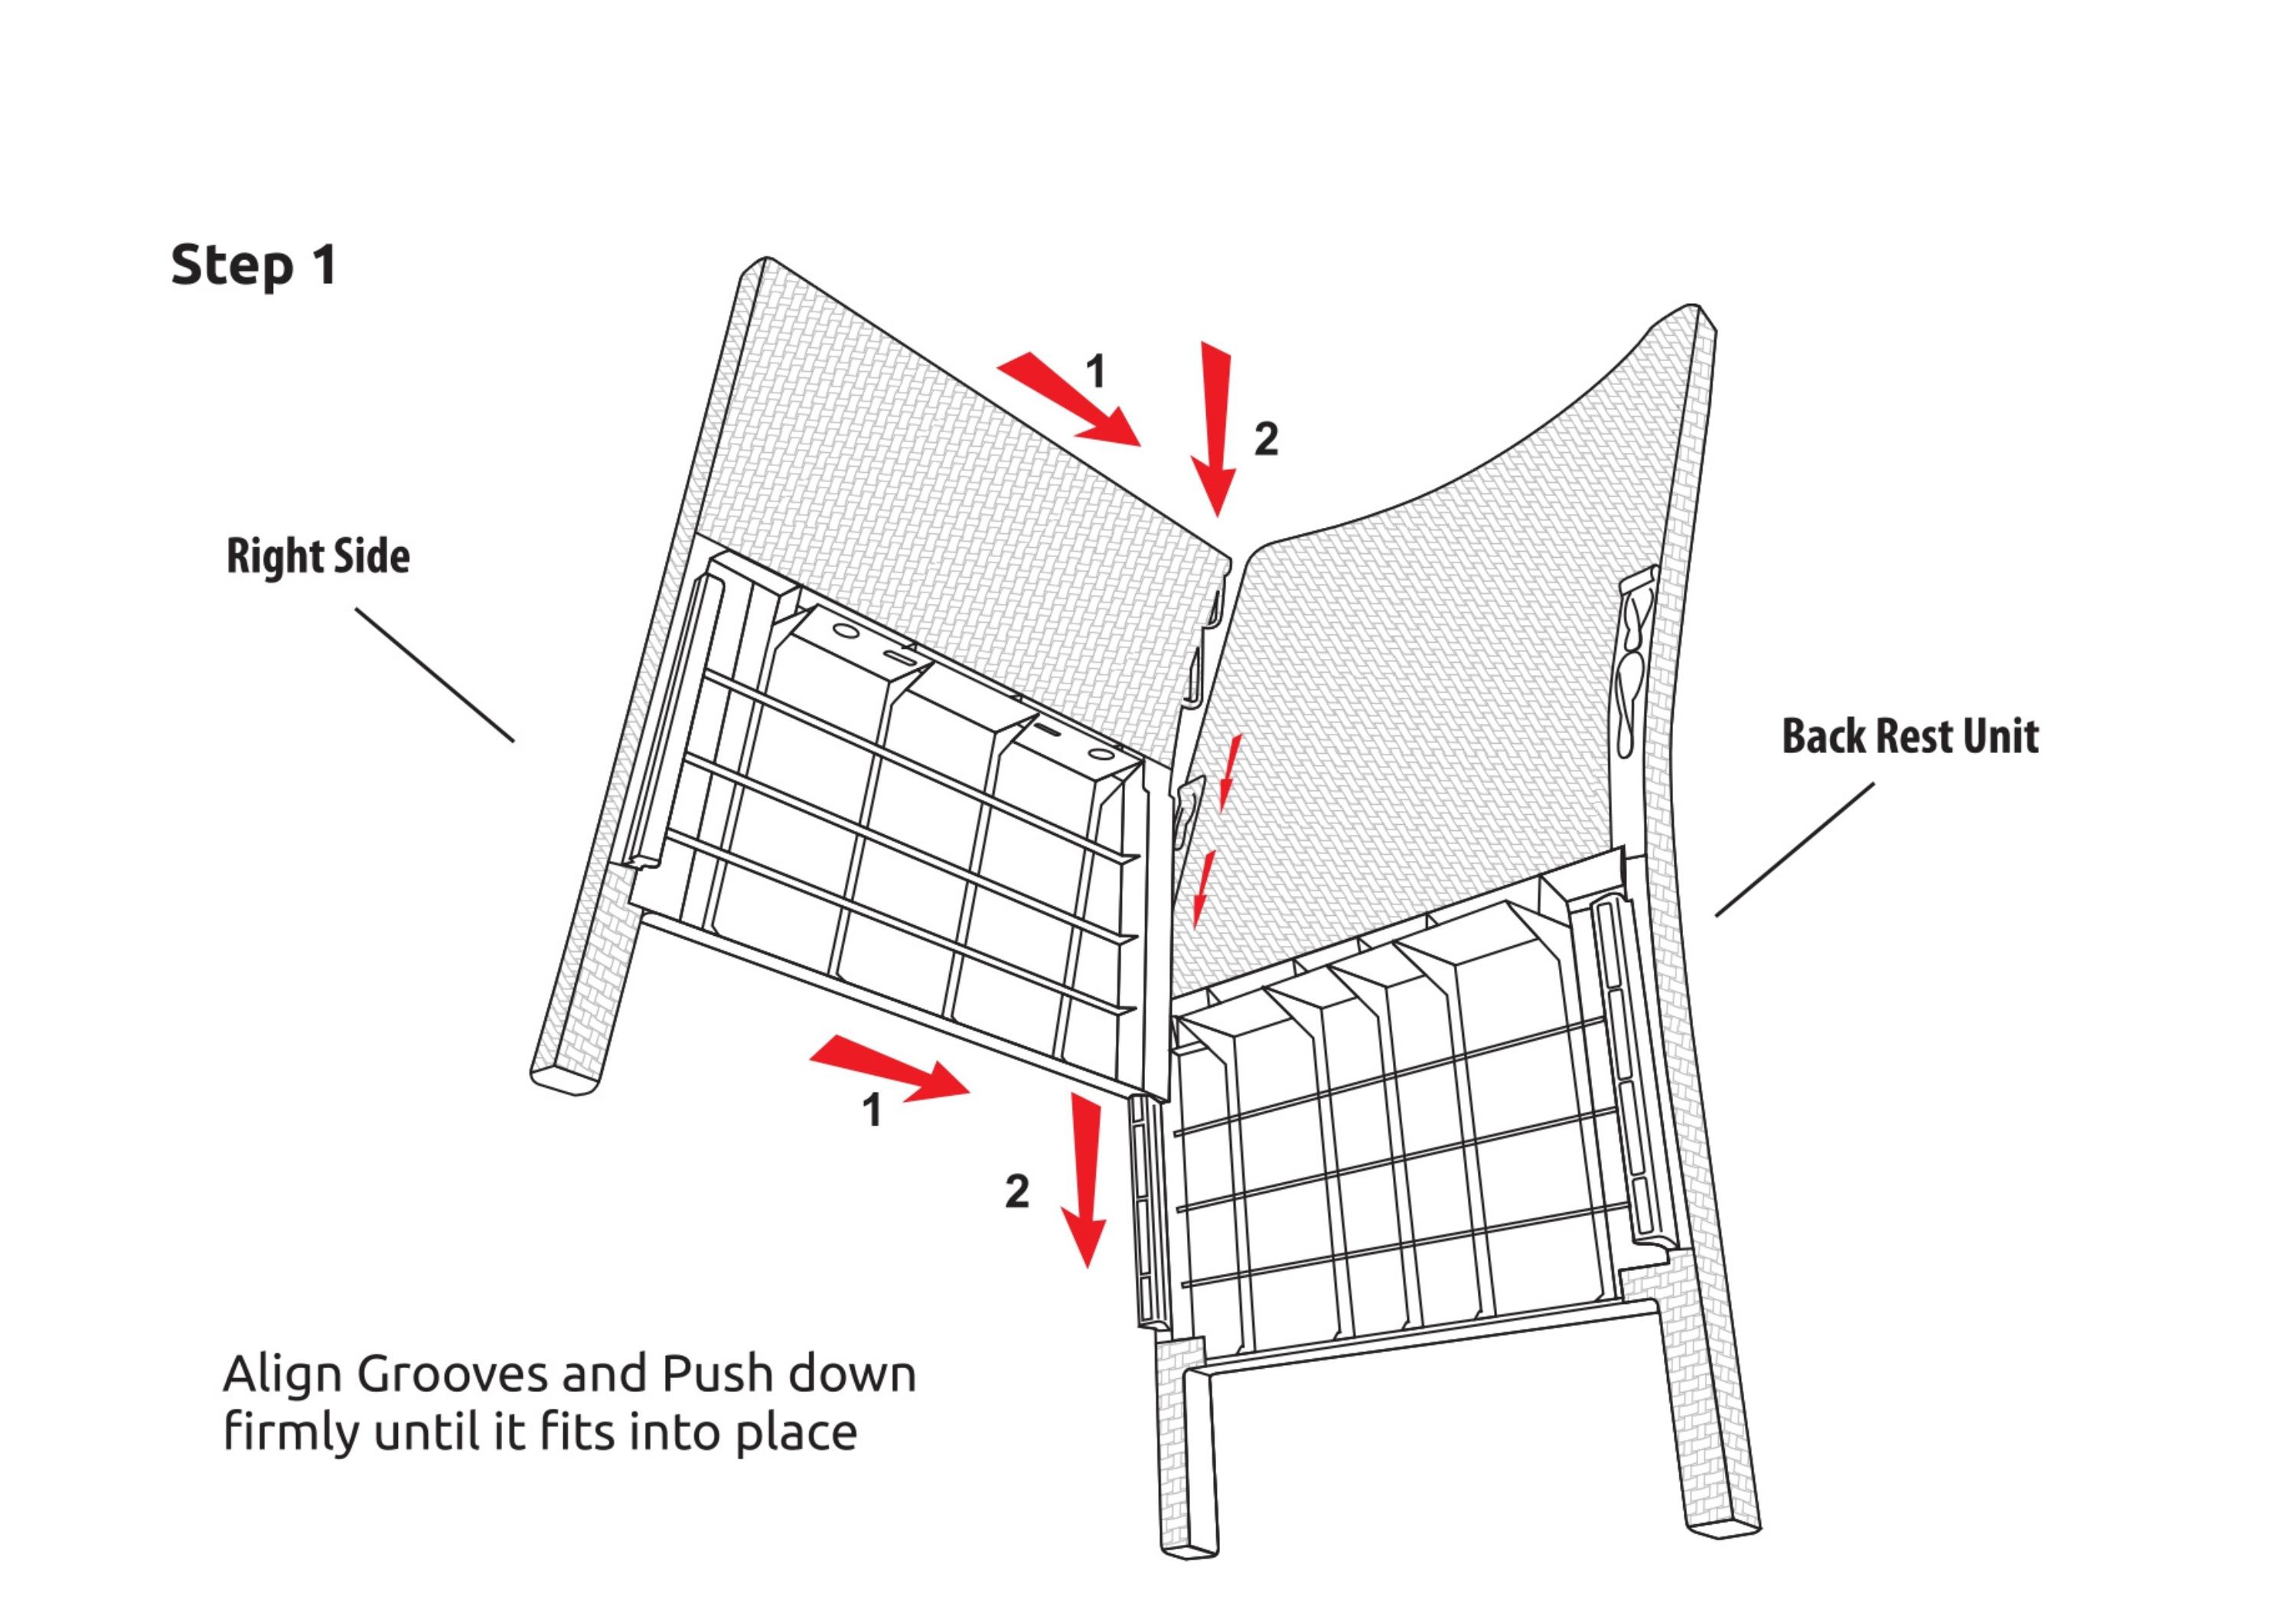 Step 1
1
2
Right Side
Back Rest Unit
1
2
Align Grooves and Push down
firmly until it fits into place